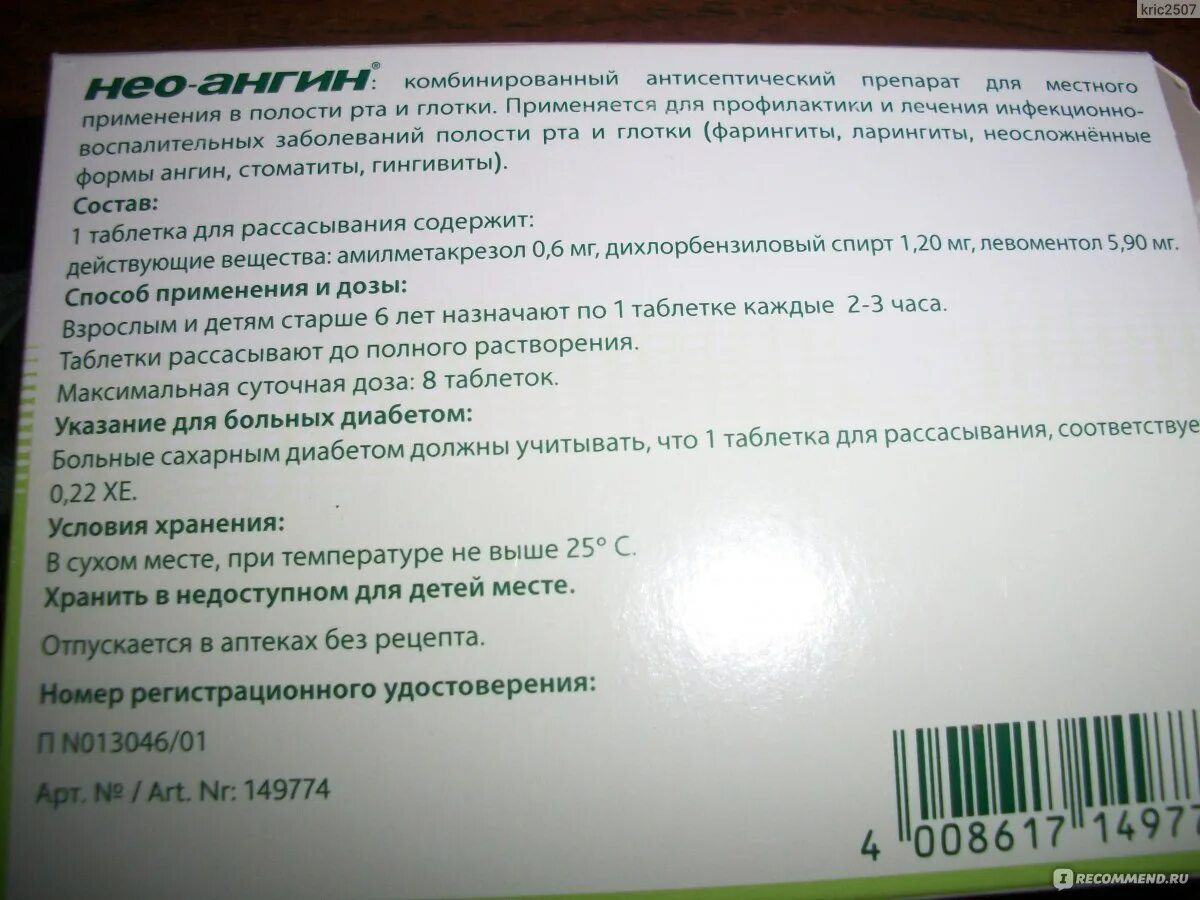 kric2507
нео-ангин®: комбинированный антисептический препарат для местного
применения в полости рта и глотки. Применяется для профилактики и лечения инфекционно-
воспалительных заболеваний полости рта и глотки (фарингиты, ларингиты, неосложнённые
формы ангин, стоматиты, гингивиты).
Состав:
1 таблетка для рассасывания содержит:
действующие вещества: амилметакрезол 0,6 мг, дихлорбензиловый спирт 1,20 мг, левоментол 5,90 мг.
Способ применения и дозы:
Взрослым и детям старше 6 лет назначают по 1 таблетке каждые 2-3 часа.
Таблетки рассасывают до полного растворения.
Максимальная суточная доза: 8 таблеток.
Указание для больных диабетом:
Больные сахарным диабетом должны учитывать, что 1 таблетка для рассасывания, соответствуе
0,22 ХЕ.
Условия хранения:
В сухом месте, при температуре не выше 25° С.
Хранить в недоступном для детей месте.
Отпускается в аптеках без рецепта.
Номер регистрационного удостоверения:
П N013046/01
Арт. № / Art. Nr: 149774
4 008617 14977
IRECOMMEND.RU